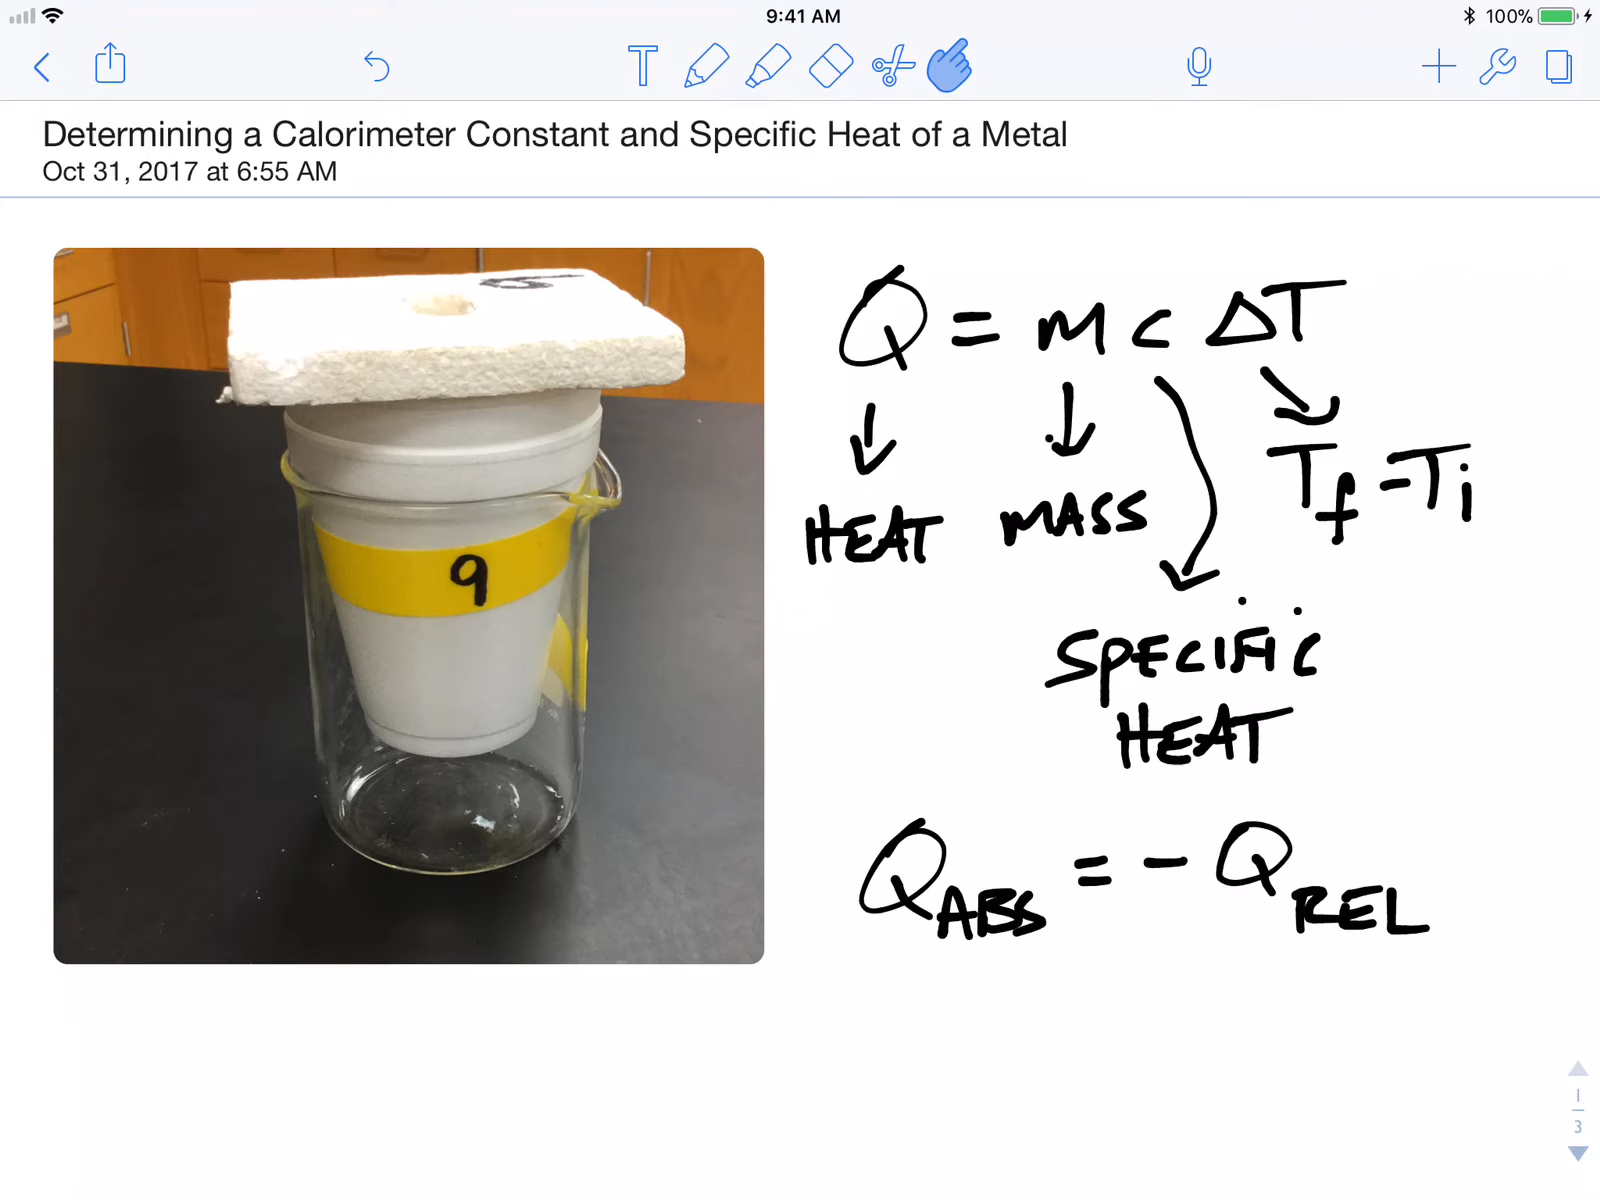 9:41 AM
100%
T
Determining a Calorimeter Constant and Specific Heat of a Metal
Oct 31, 2017 at 6:55 AM
9
Q = m c ΔT
HEAT
MASS
Tf - Ti
SPECIFIC
HEAT
QABS = - QREL
1
3